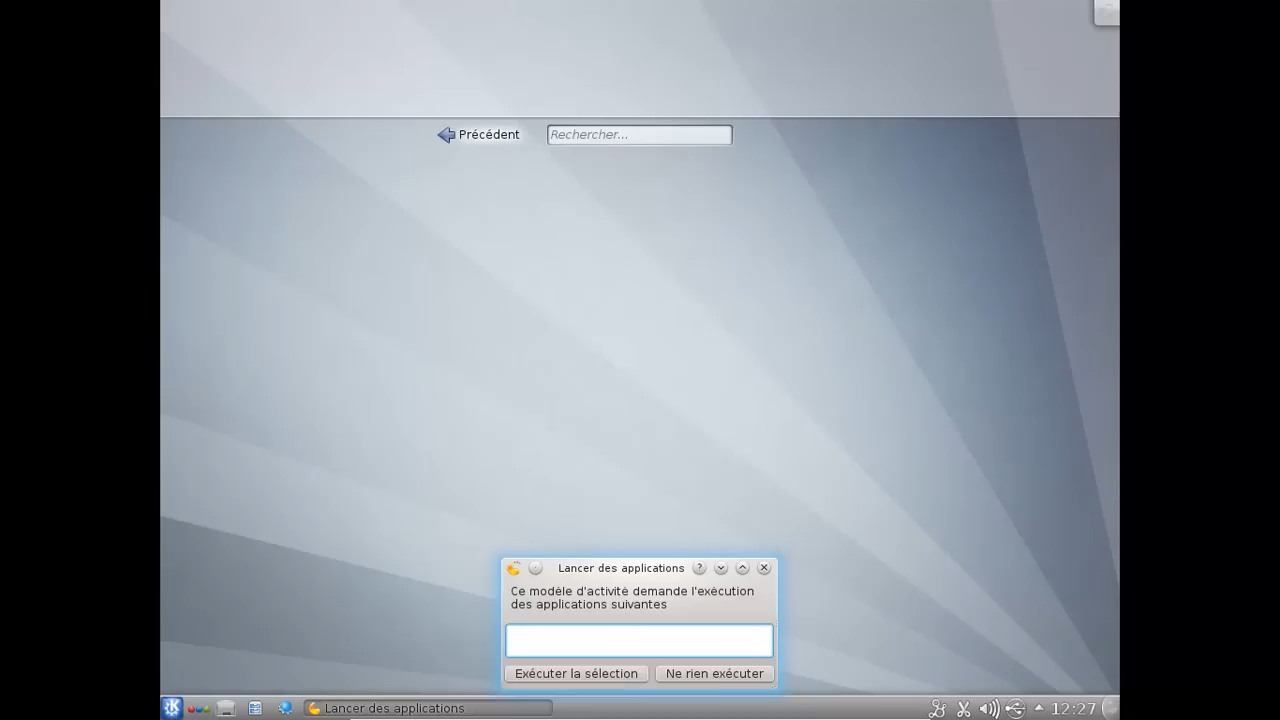 Précédent
Rechercher...
Lancer des applications
Ce modèle d'activité demande l'exécution
des applications suivantes
Exécuter la sélection
Ne rien exécuter
Lancer des applications
12:27